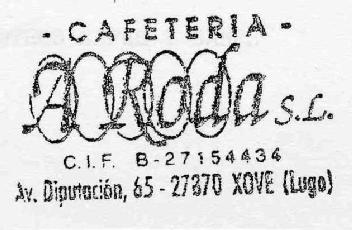 - CAFETERIA -
A Roda S.L.
C.I.F. B-27154434
Av. Diputación, 65 - 27870 XOVE (Lugo)